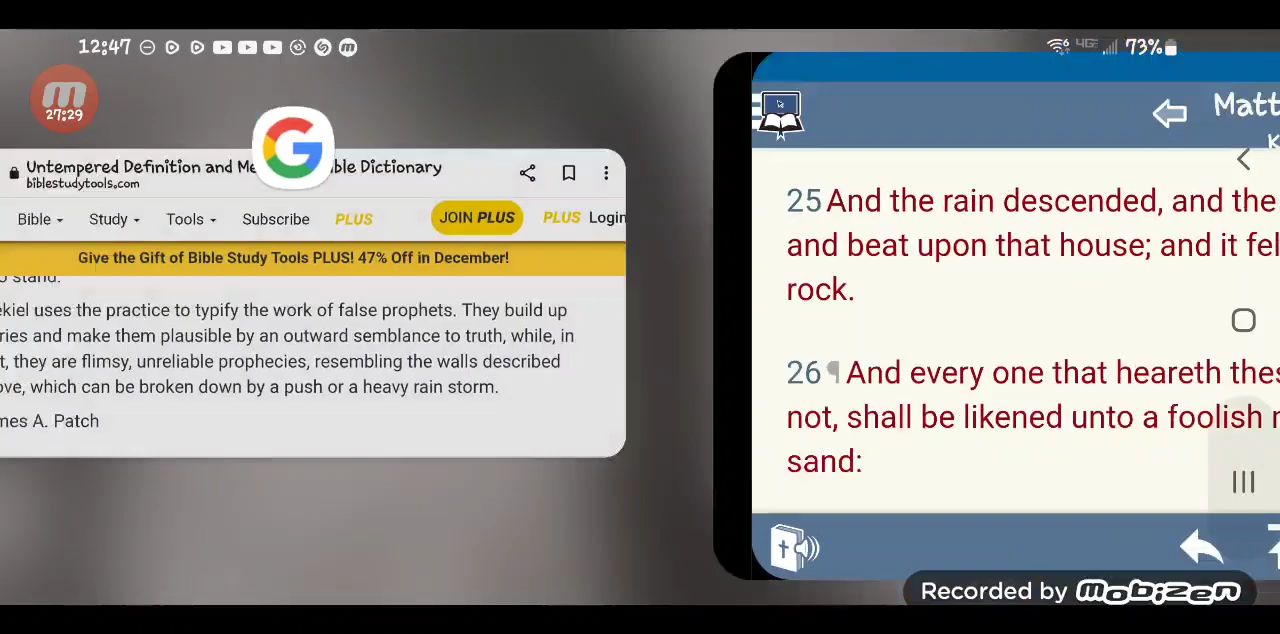 12:47
4G
73%
27:29
Untempered Definition and Me ble Dictionary
biblestudytools.com
Bible Study Tools Subscribe PLUS JOIN PLUS PLUS Login
Give the Gift of Bible Study Tools PLUS! 47% Off in December!
o stand.
ekiel uses the practice to typify the work of false prophets. They build up
ries and make them plausible by an outward semblance to truth, while, in
t, they are flimsy, unreliable prophecies, resembling the walls described
ove, which can be broken down by a push or a heavy rain storm.
mes A. Patch
Matt
K
25 And the rain descended, and the
and beat upon that house; and it fel
rock.
26 ¶ And every one that heareth thes
not, shall be likened unto a foolish m
sand:
Recorded by mobizen